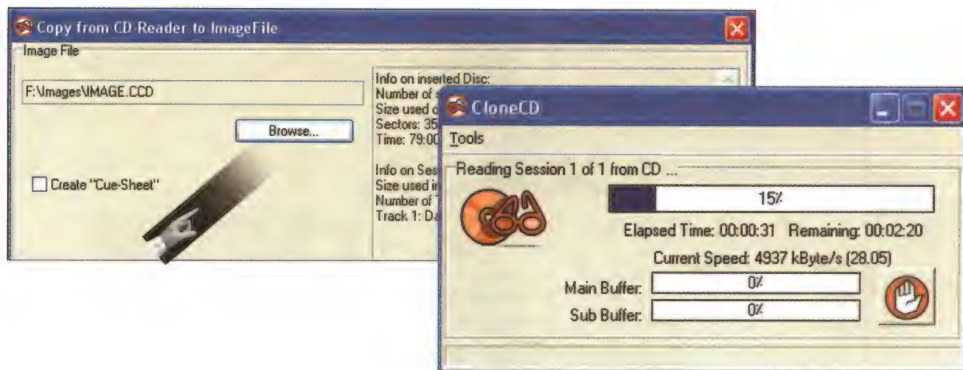 Copy from CD-Reader to ImageFile
Image File
F:\Images\IMAGE.CCD
Browse...
Create "Cue-Sheet"
Info on inserted Disc:
Number of
Size used
Sectors: 35
Time: 79:00
Info on Ses
Size used in
Number of
Track 1: Da
CloneCD
Tools
Reading Session 1 of 1 from CD ...
15%
Elapsed Time: 00:00:31 Remaining: 00:02:20
Current Speed: 4937 kByte/s (28.05)
Main Buffer: 0%
Sub Buffer: 0%